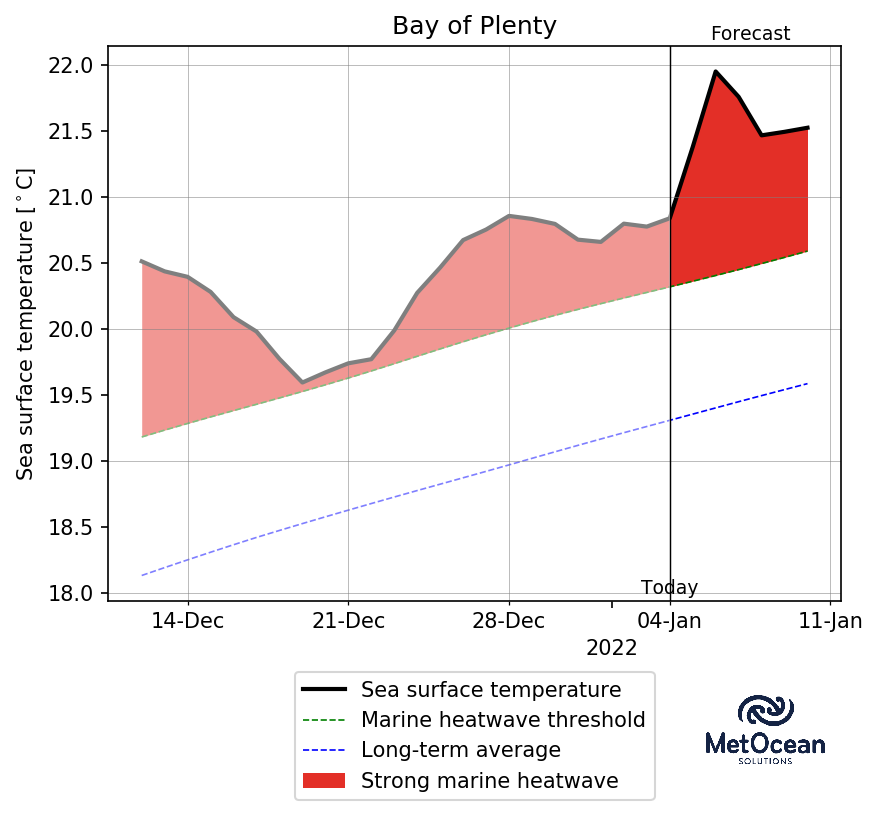 Bay of Plenty
Forecast
Sea surface temperature [°C]
22.0
21.5
21.0
20.5
20.0
19.5
19.0
18.5
18.0
Today
14-Dec 21-Dec 28-Dec 04-Jan 11-Jan
2022
Sea surface temperature
Marine heatwave threshold
Long-term average
Strong marine heatwave
MetOcean
SOLUTIONS